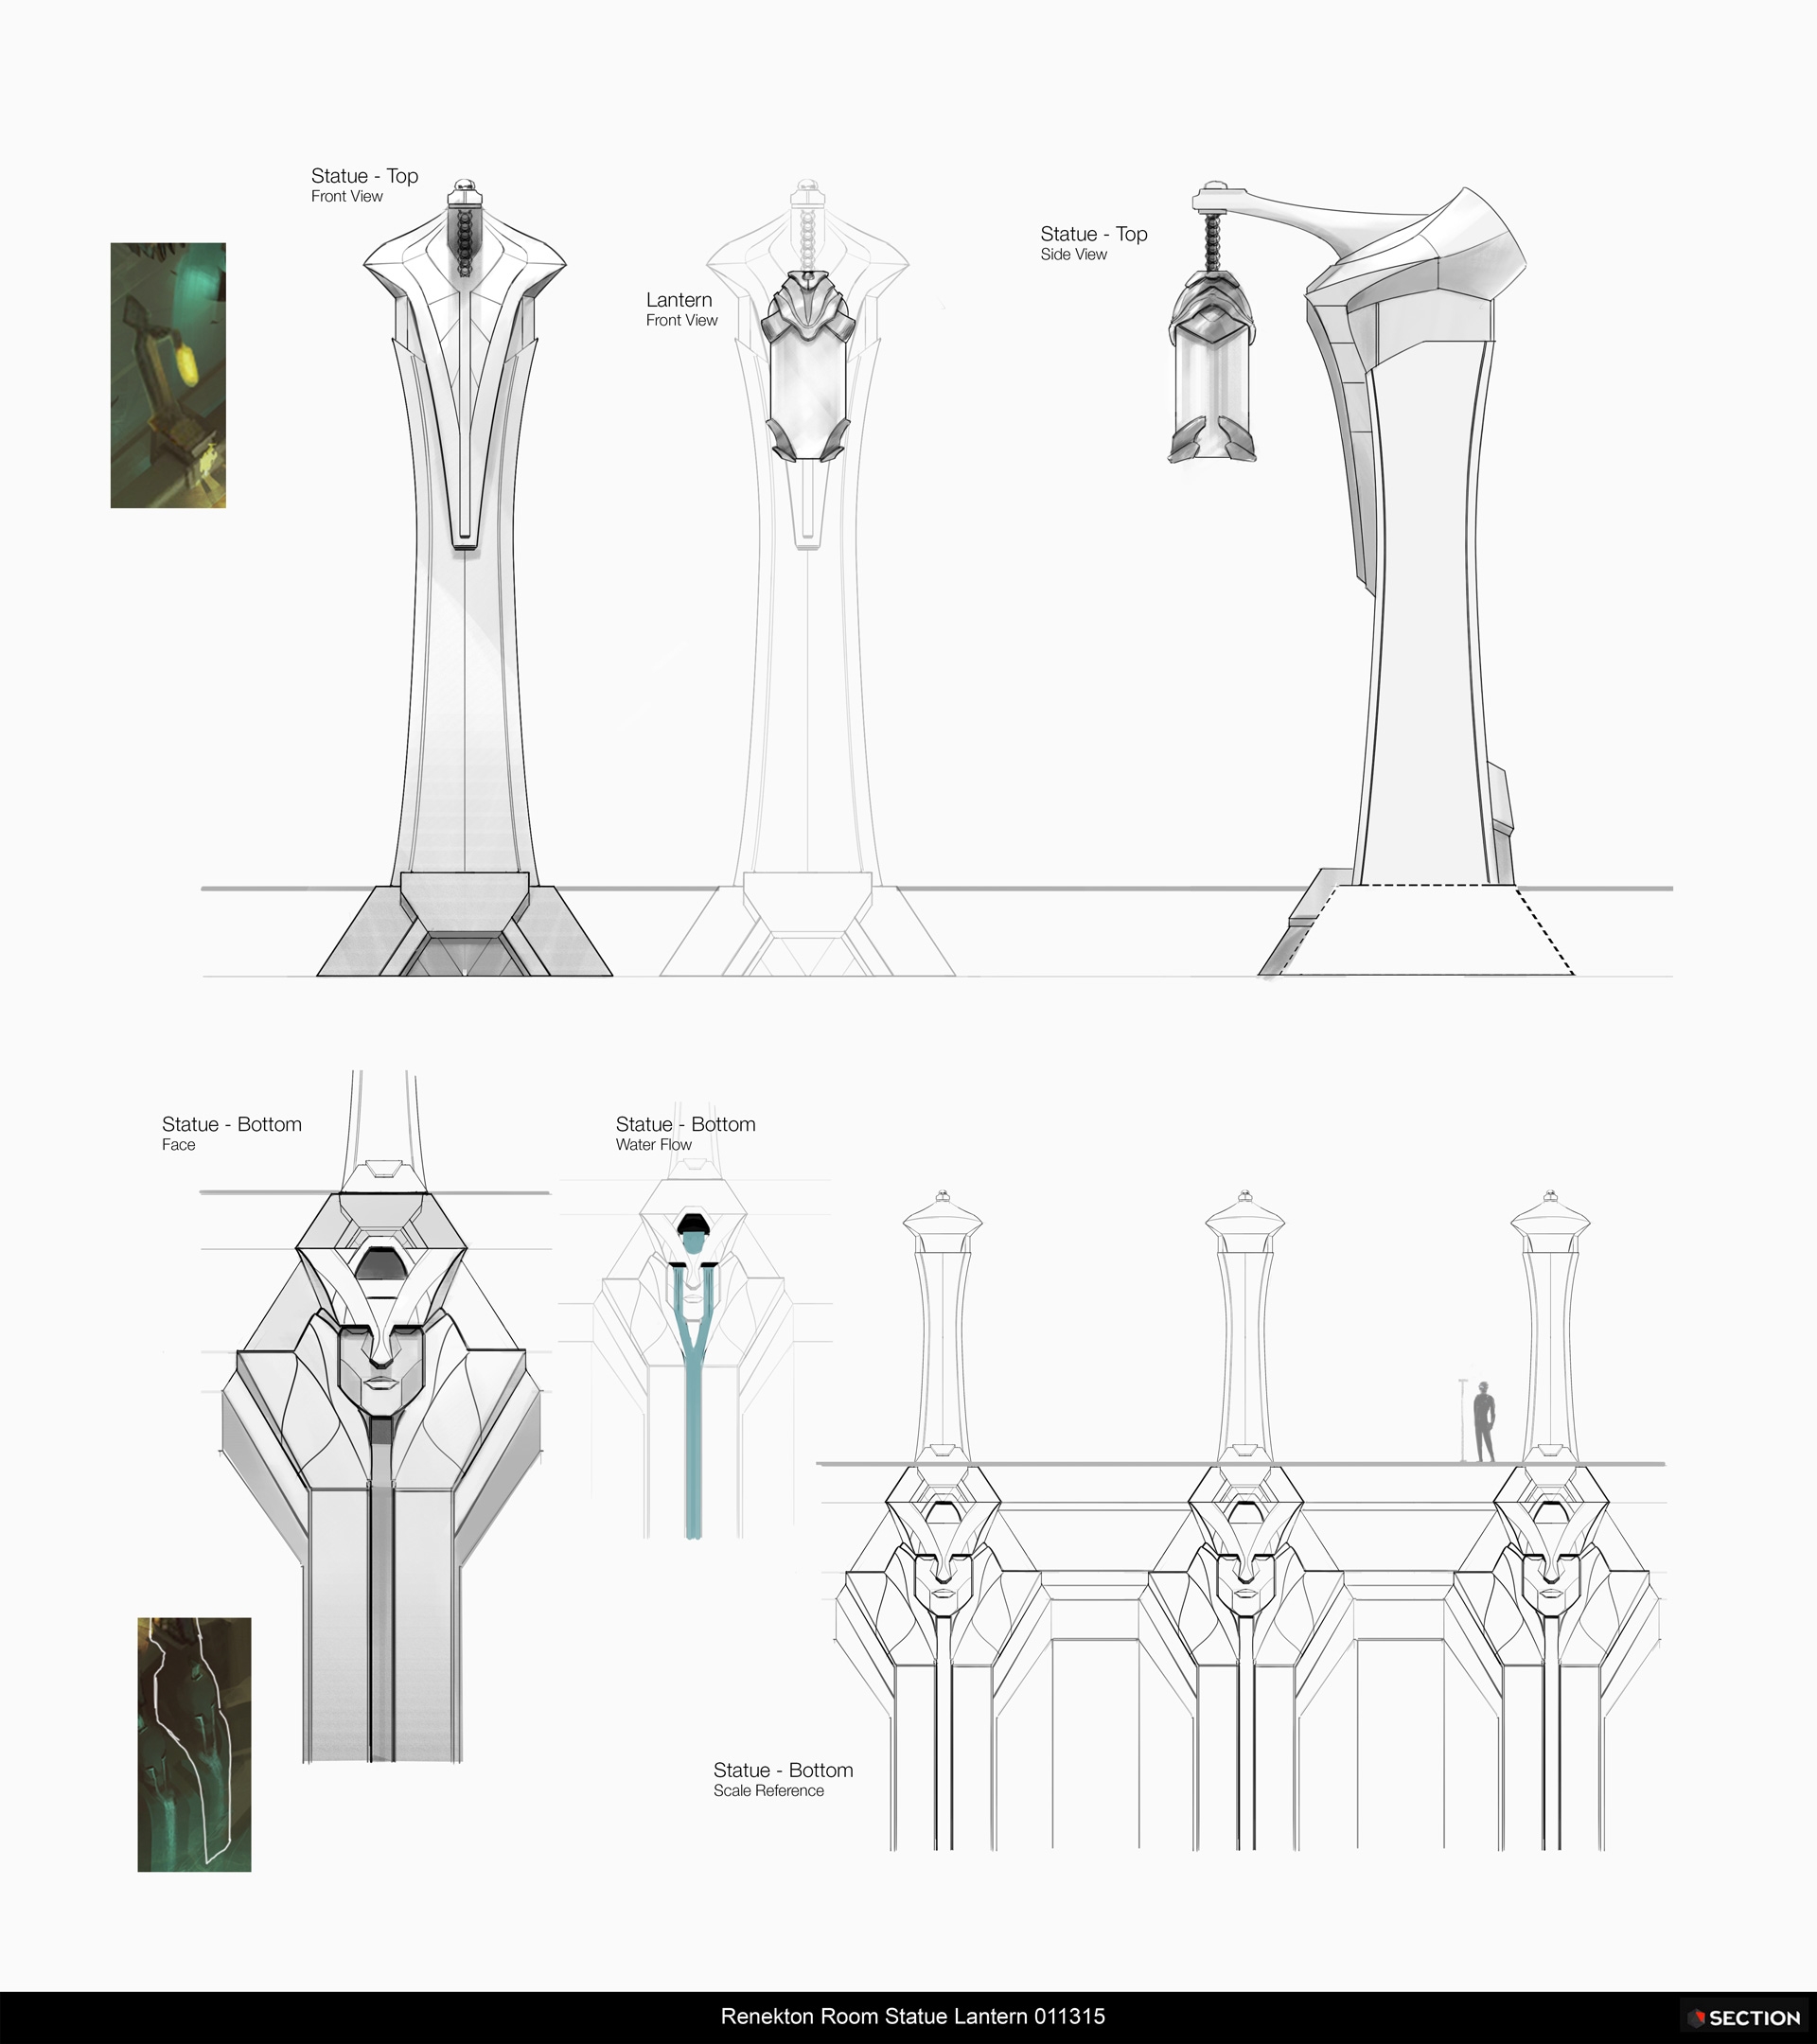 Statue - Top
Front View
Lantern
Front View
Statue - Top
Side View
Statue - Bottom
Face
Statue - Bottom
Water Flow
Statue - Bottom
Scale Reference
Renekton Room Statue Lantern 011315
SECTION